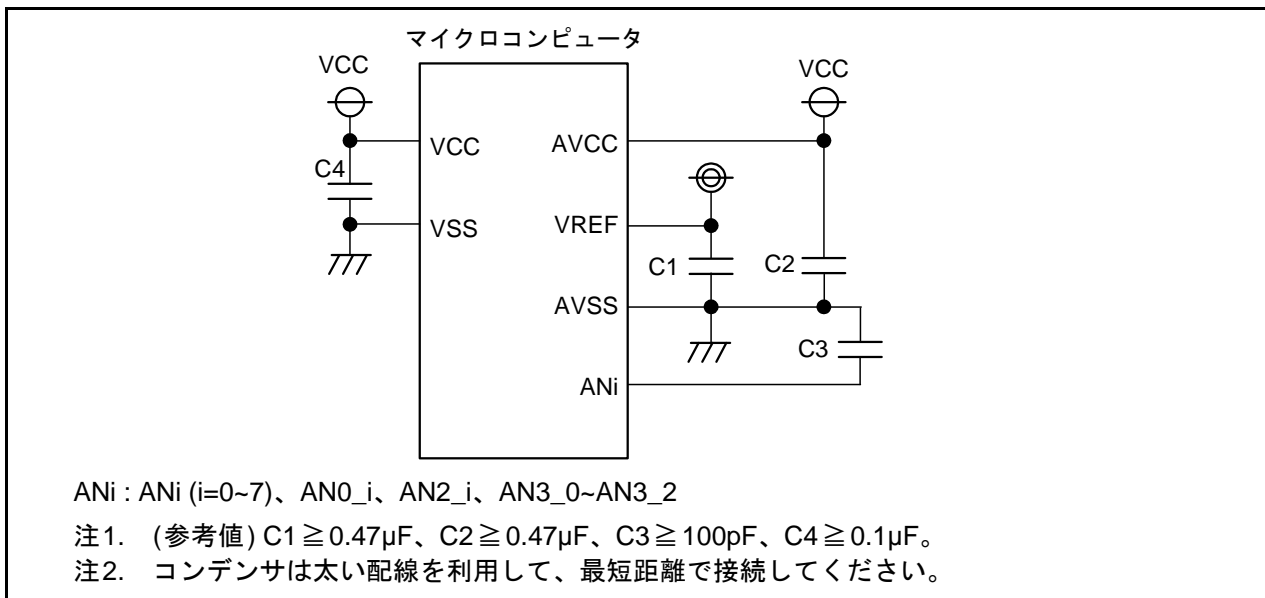 マイクロコンピュータ
VCC
VCC
VCC
AVCC
C4
VSS
VREF
C1
C2
AVSS
C3
ANi
ANi : ANi (i=0~7)、AN0_i、AN2_i、AN3_0~AN3_2
注1. (参考値) C1≧0.47µF、C2≧0.47µF、C3≧100pF、C4≧0.1µF。
注2. コンデンサは太い配線を利用して、最短距離で接続してください。